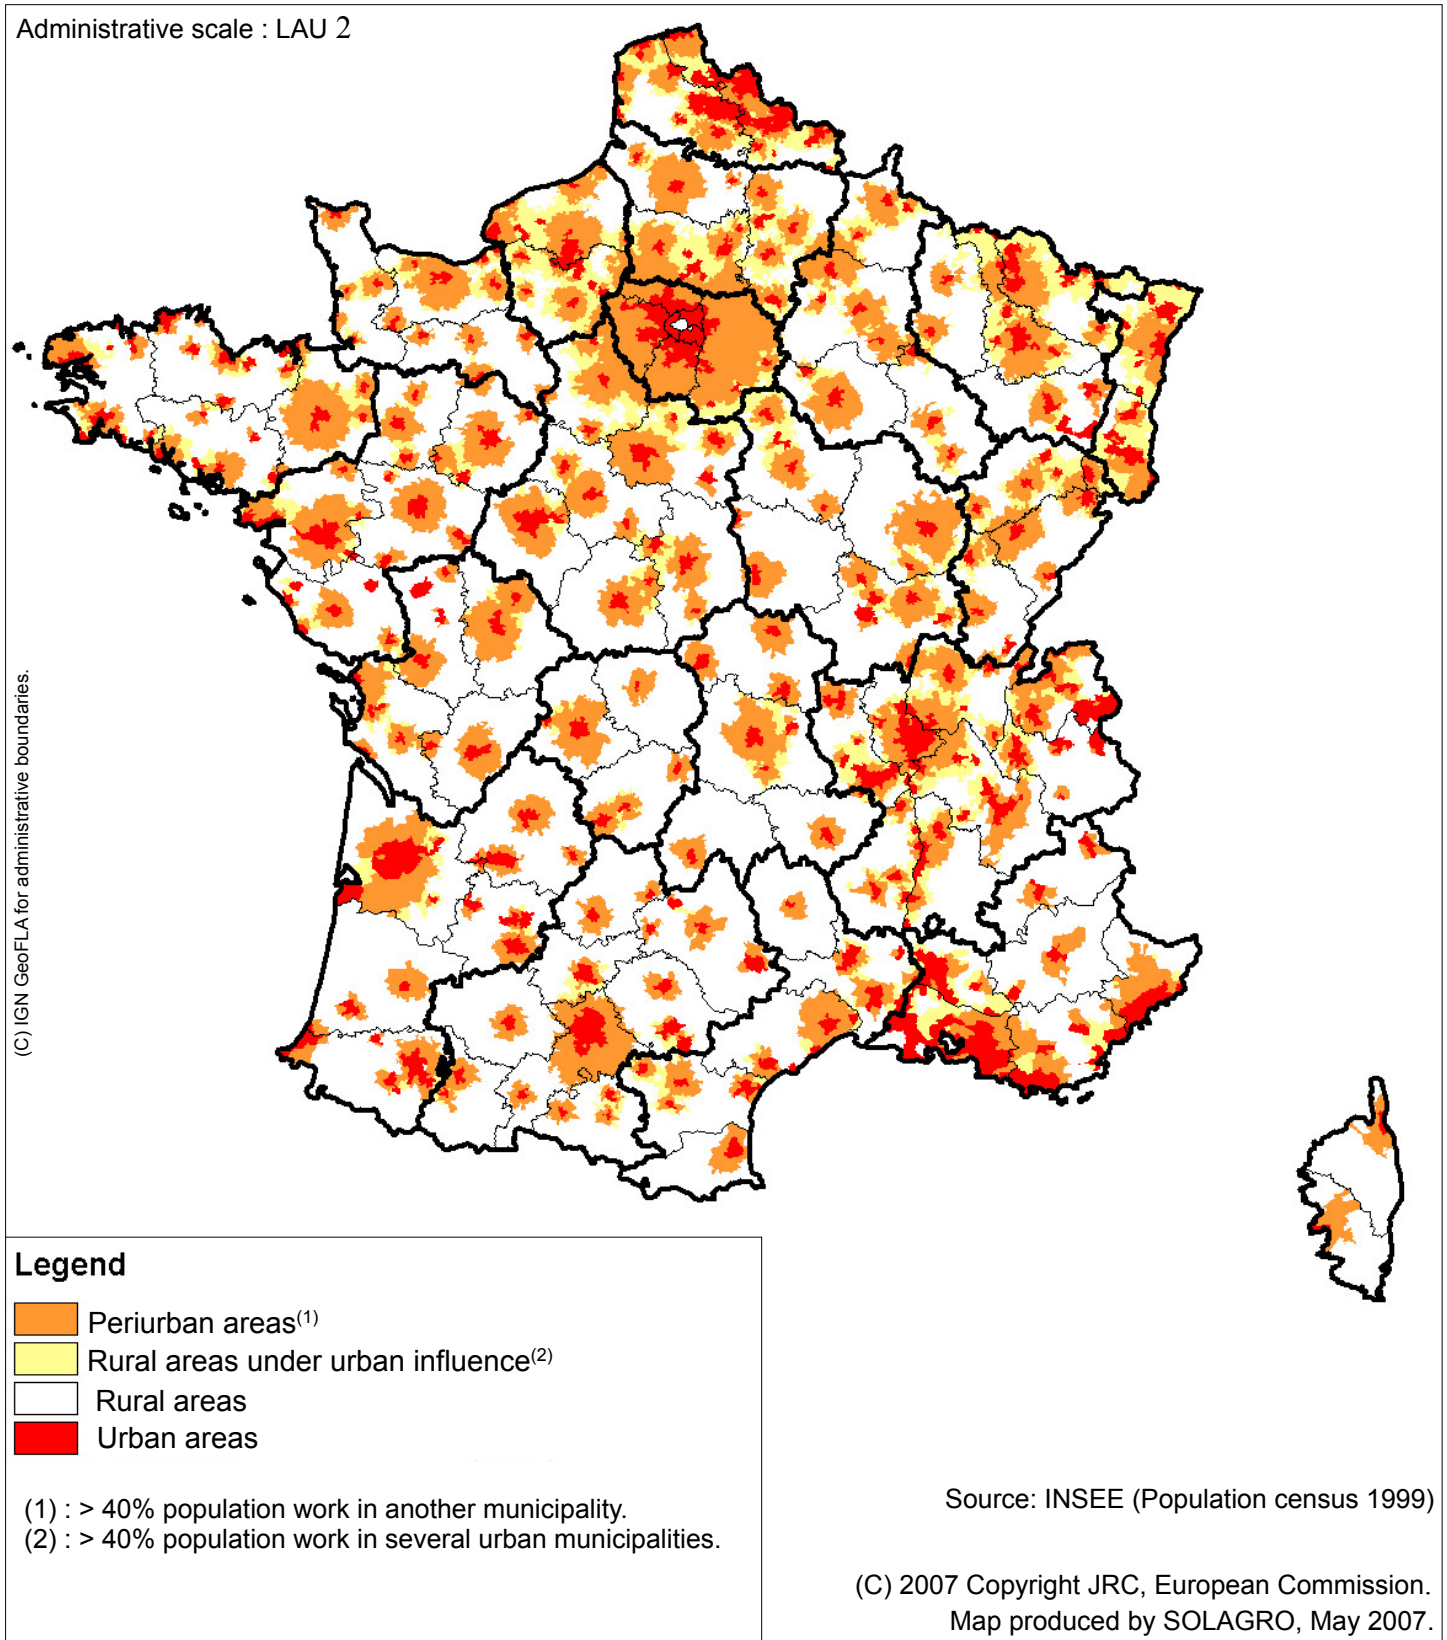 Administrative scale : LAU 2
(C) IGN GeoFLA for administrative boundaries.
Legend
Periurban areas(1)
Rural areas under urban influence(2)
Rural areas
Urban areas
(1) : > 40% population work in another municipality.
(2) : > 40% population work in several urban municipalities.
Source: INSEE (Population census 1999)
(C) 2007 Copyright JRC, European Commission.
Map produced by SOLAGRO, May 2007.